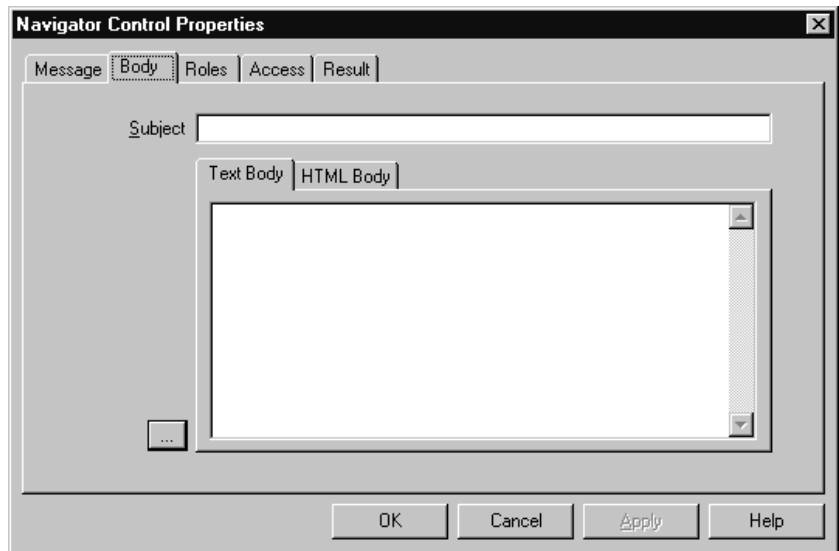 Navigator Control Properties
Message Body Roles Access Result
Subject
Text Body HTML Body
...
OK Cancel Apply Help